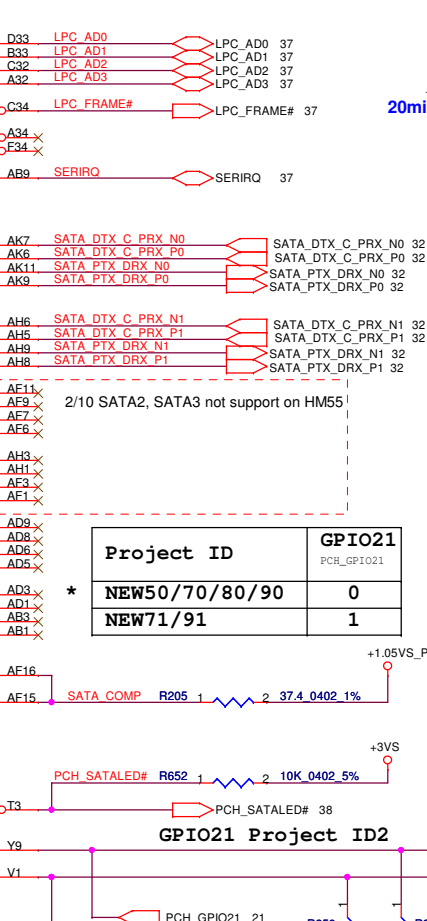 D33 LPC_AD0 LPC_AD0 37
B33 LPC_AD1 LPC_AD1 37
C32 LPC_AD2 LPC_AD2 37
A32 LPC_AD3 LPC_AD3 37
C34 LPC_FRAME# LPC_FRAME# 37
20mi
A34
F34
AB9 SERIRQ SERIRQ 37
AK7 SATA_DTX_C_PRX_N0 SATA_DTX_C_PRX_N0 32
AK6 SATA_DTX_C_PRX_P0 SATA_DTX_C_PRX_P0 32
AK11 SATA_PTX_DRX_N0 SATA_PTX_DRX_N0 32
AK9 SATA_PTX_DRX_P0 SATA_PTX_DRX_P0 32
AH6 SATA_DTX_C_PRX_N1 SATA_DTX_C_PRX_N1 32
AH5 SATA_DTX_C_PRX_P1 SATA_DTX_C_PRX_P1 32
AH9 SATA_PTX_DRX_N1 SATA_PTX_DRX_N1 32
AH8 SATA_PTX_DRX_P1 SATA_PTX_DRX_P1 32
AF11
AF9 2/10 SATA2, SATA3 not support on HM55
AF7
AF6
AH3
AH1
AF3
AF1
AD9
AD8
AD6
AD5
Project ID GPIO21
PCH_GPIO21
AD3 * NEW50/70/80/90 0
AD1
AB3 NEW71/91 1
AB1
+1.05VS_P
AF16
AF15 SATA_COMP R205 1 2 37.4_0402_1%
+3VS
PCH_SATALED# R652 1 2 10K_0402_5%
T3 PCH_SATALED# 38
GPIO21 Project ID2
Y9
V1
1 1
PCH_GPIO21 21